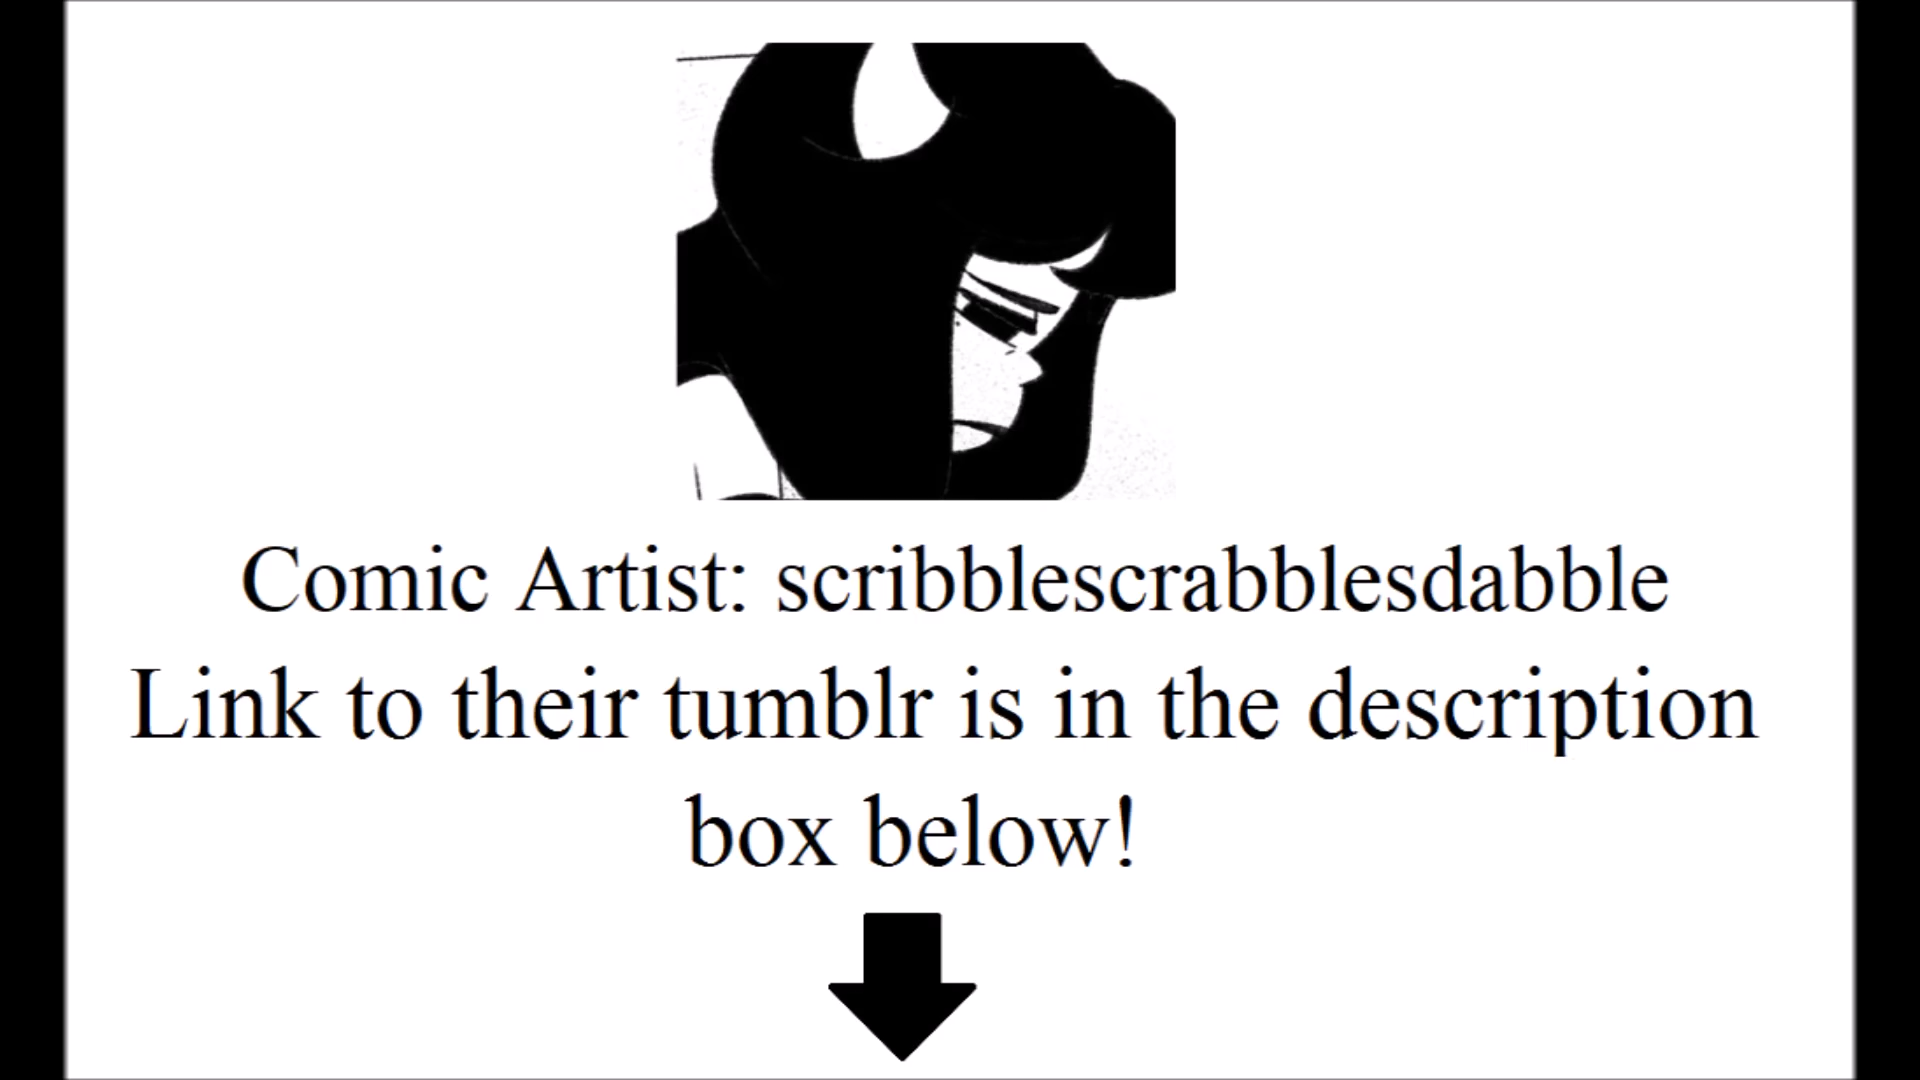 Comic Artist: scribblescrabblesdabble
Link to their tumblr is in the description
box below!